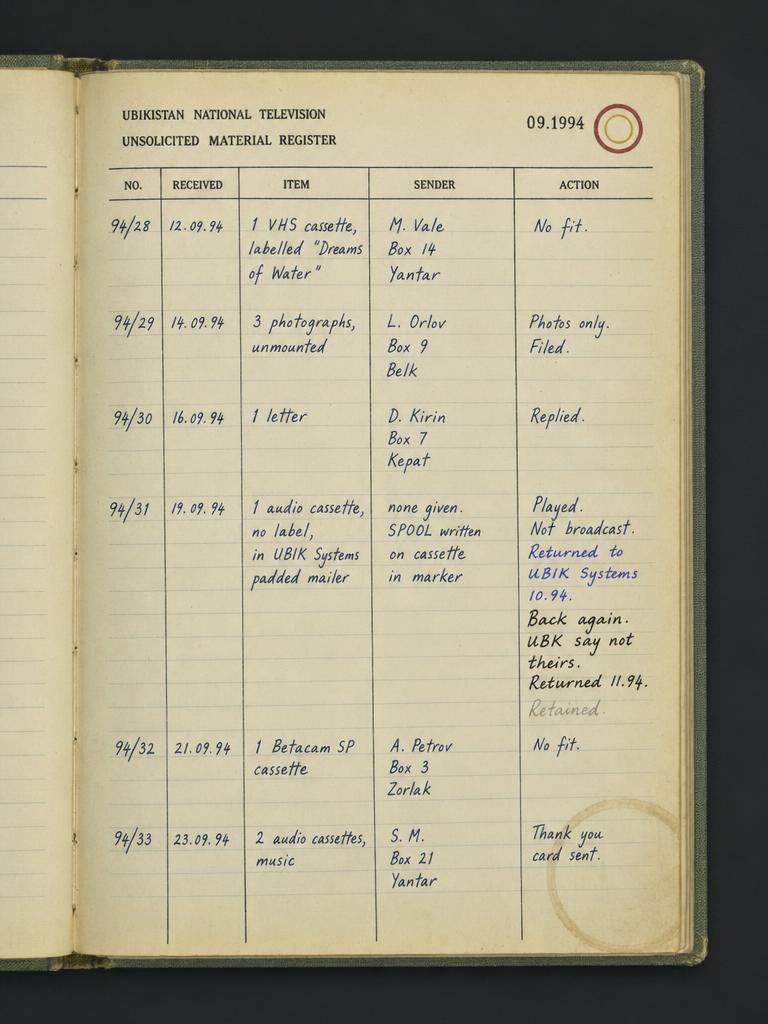 UBIKISTAN NATIONAL TELEVISION
UNSOLICITED MATERIAL REGISTER
09.1994
NO. RECEIVED ITEM SENDER ACTION
94/28 12.09.94 1 VHS cassette, M. Vale No fit.
labelled "Dreams Box 14
of Water" Yantar
94/29 14.09.94 3 photographs, L. Orlov Photos only.
unmounted Box 9 Filed.
Belk
94/30 16.09.94 1 letter D. Kirin Replied.
Box 7
Kepat
94/31 19.09.94 1 audio cassette, none given. Played.
no label, SPOOL written Not broadcast.
in UBIK Systems on cassette Returned to
padded mailer in marker UBIK Systems
10.94.
Back again.
UBK say not
theirs.
Returned 11.94.
Retained.
94/32 21.09.94 1 Betacam SP A. Petrov No fit.
cassette Box 3
Zorlak
94/33 23.09.94 2 audio cassettes, S. M. Thank you
music Box 21 card sent.
Yantar